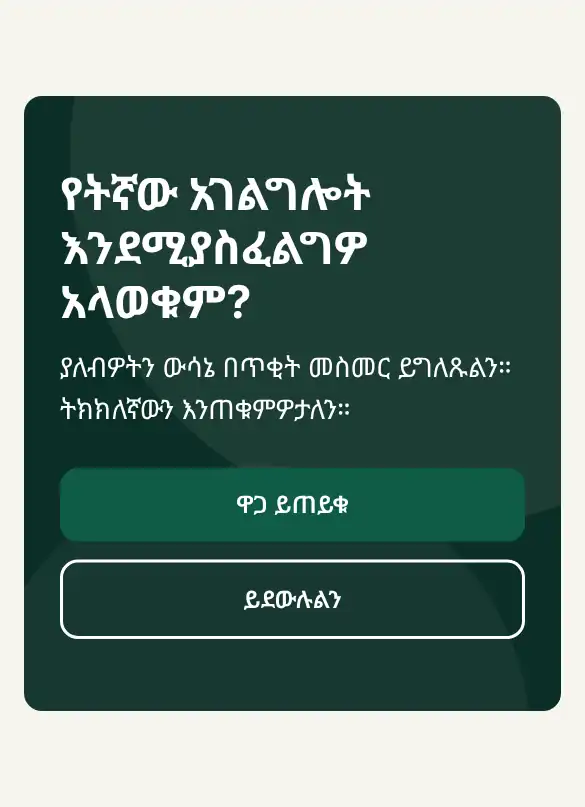 የትኛው አገልግሎት
እንደሚያስፈልግዎ
አላወቁም?
ያለብዎትን ውሳኔ በጥቂት መስመር ይግለጹልን።
ትክክለኛውን እንጠቁምዎታለን።
ዋጋ ይጠይቁ
ይደውሉልን